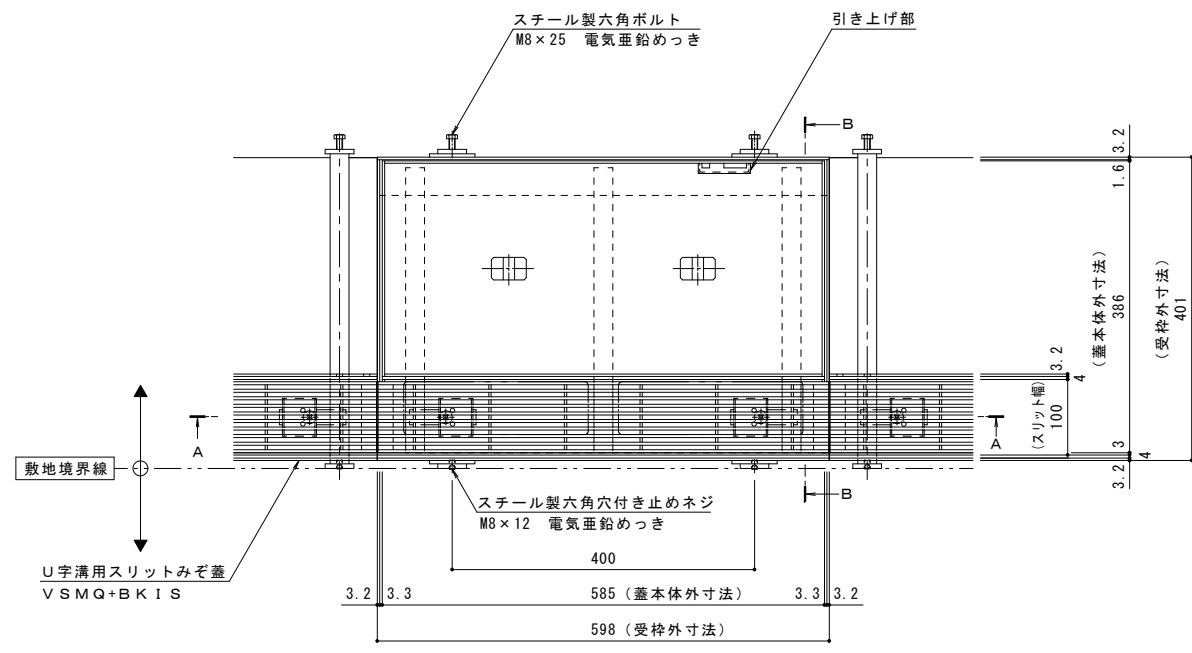 スチール製六角ボルト
M8×25 電気亜鉛めっき
引き上げ部
B
3.2
1.6
(蓋本体外寸法)
386
(受枠外寸法)
401
3.2
4
(スリット幅)
100
A
A
3
4
3.2
敷地境界線
B
スチール製六角穴付き止めネジ
M8×12 電気亜鉛めっき
400
U字溝用スリットみぞ蓋
VSMQ+BKIS
3.2
3.3
585(蓋本体外寸法)
3.3
3.2
598(受枠外寸法)